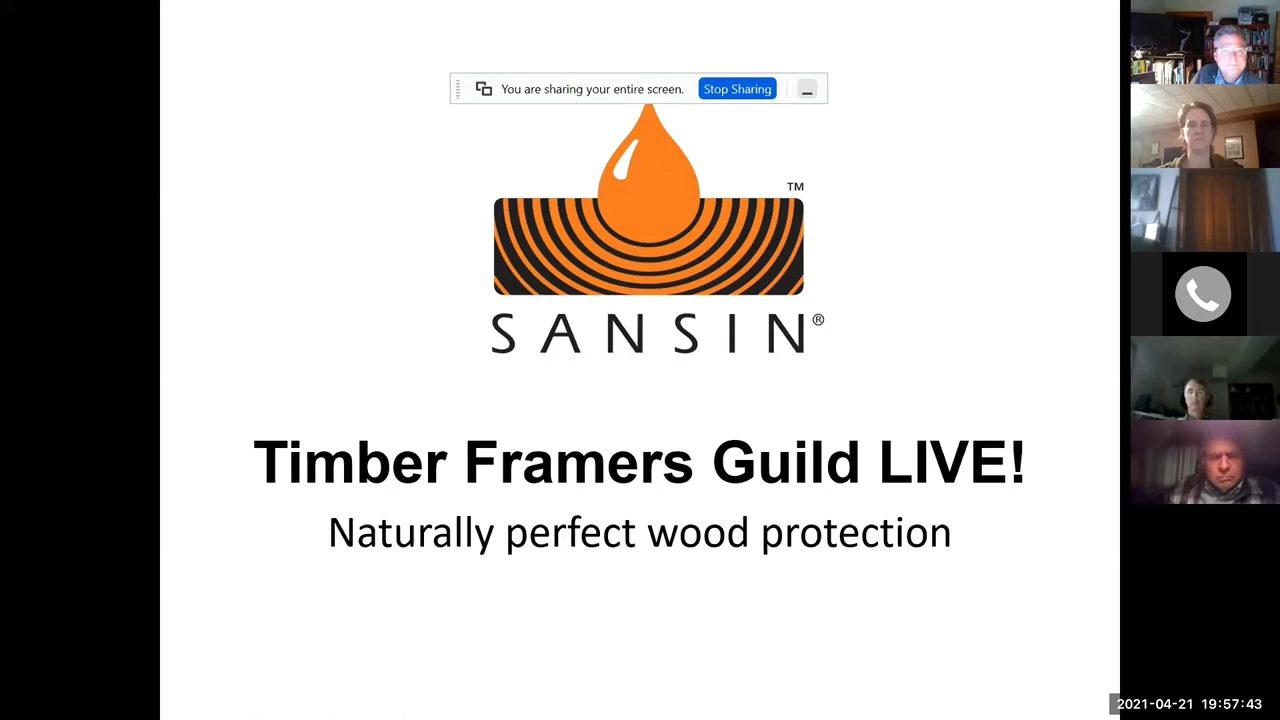 You are sharing your entire screen. Stop Sharing
TM
SANSIN®
Timber Framers Guild LIVE!
Naturally perfect wood protection
2021-04-21 19:57:43